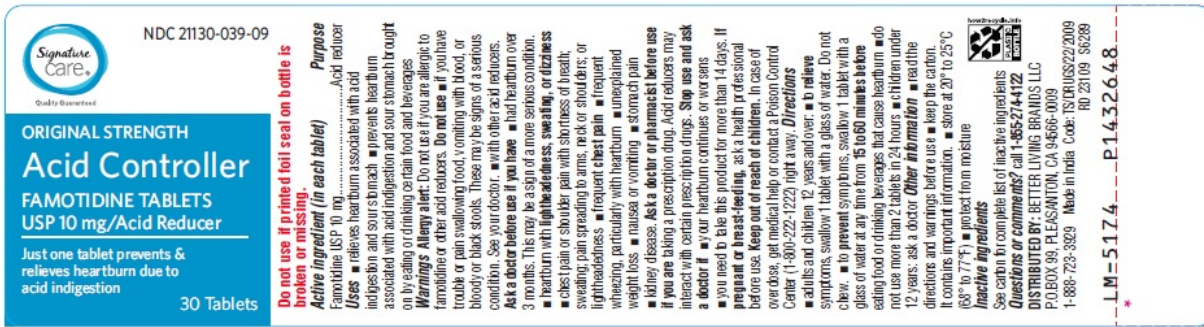 NDC 21130-039-09
Signature
care®
Quality Guaranteed
ORIGINAL STRENGTH
Acid Controller
FAMOTIDINE TABLETS
USP 10 mg/Acid Reducer
Just one tablet prevents &
relieves heartburn due to
acid indigestion
30 Tablets
Do not use if printed foil seal on bottle is
broken or missing.
Active ingredient (in each tablet) Purpose
Famotidine USP 10 mg..................Acid reducer
Uses ■ relieves heartburn associated with acid
indigestion and sour stomach ■ prevents heartburn
associated with acid indigestion and sour stomach brought
on by eating or drinking certain food and beverages
Warnings Allergy alert: Do not use if you are allergic to
famotidine or other acid reducers. Do not use ■ if you have
trouble or pain swallowing food, vomiting with blood, or
bloody or black stools. These may be signs of a serious
condition. See your doctor. ■ with other acid reducers.
Ask a doctor before use if you have ■ had heartburn over
3 months. This may be a sign of a more serious condition.
■ heartburn with lightheadedness, sweating, or dizziness
■ chest pain or shoulder pain with shortness of breath;
sweating; pain spreading to arms, neck or shoulders; or
lightheadedness ■ frequent chest pain ■ frequent
wheezing, particularly with heartburn ■ unexplained
weight loss ■ nausea or vomiting ■ stomach pain
■ kidney disease. Ask a doctor or pharmacist before use
if you are taking a prescription drug. Acid reducers may
interact with certain prescription drugs. Stop use and ask
a doctor if ■ your heartburn continues or worsens
■ you need to take this product for more than 14 days. If
pregnant or breast-feeding, ask a health professional
before use. Keep out of reach of children. In case of
overdose, get medical help or contact a Poison Control
Center (1-800-222-1222) right away. Directions
■ adults and children 12 years and over: ■ to relieve
symptoms, swallow 1 tablet with a glass of water. Do not
chew. ■ to prevent symptoms, swallow 1 tablet with a
glass of water at any time from 15 to 60 minutes before
eating food or drinking beverages that cause heartburn ■ do
not use more than 2 tablets in 24 hours ■ children under
12 years: ask a doctor Other information ■ read the
directions and warnings before use ■ keep the carton.
It contains important information. ■ store at 20° to 25°C
(68° to 77°F) ■ protect from moisture
Inactive ingredients
See carton for complete list of inactive ingredients
Questions or comments? call 1-855-274-4122
DISTRIBUTED BY: BETTER LIVING BRANDS LLC
P.O.BOX 99, PLEASANTON, CA 94566-0009
1-888-723-3929 Made in India Code: TS/DRUGS/22/2009
RD 23109 S6289
how2recycle.info
PLASTIC
BOTTLE
LM-5174 P1432648
*